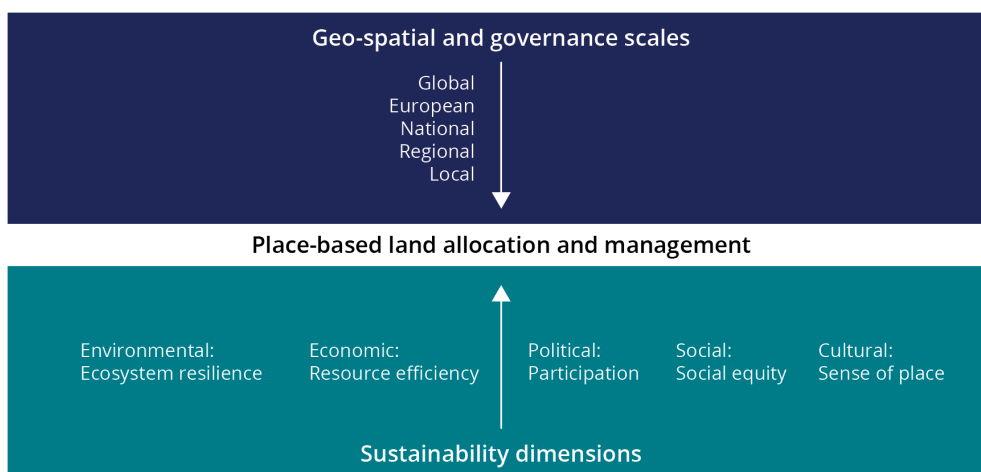 Geo-spatial and governance scales
Global
European
National
Regional
Local
Place-based land allocation and management
Environmental:
Ecosystem resilience
Economic:
Resource efficiency
Political:
Participation
Social:
Social equity
Cultural:
Sense of place
Sustainability dimensions